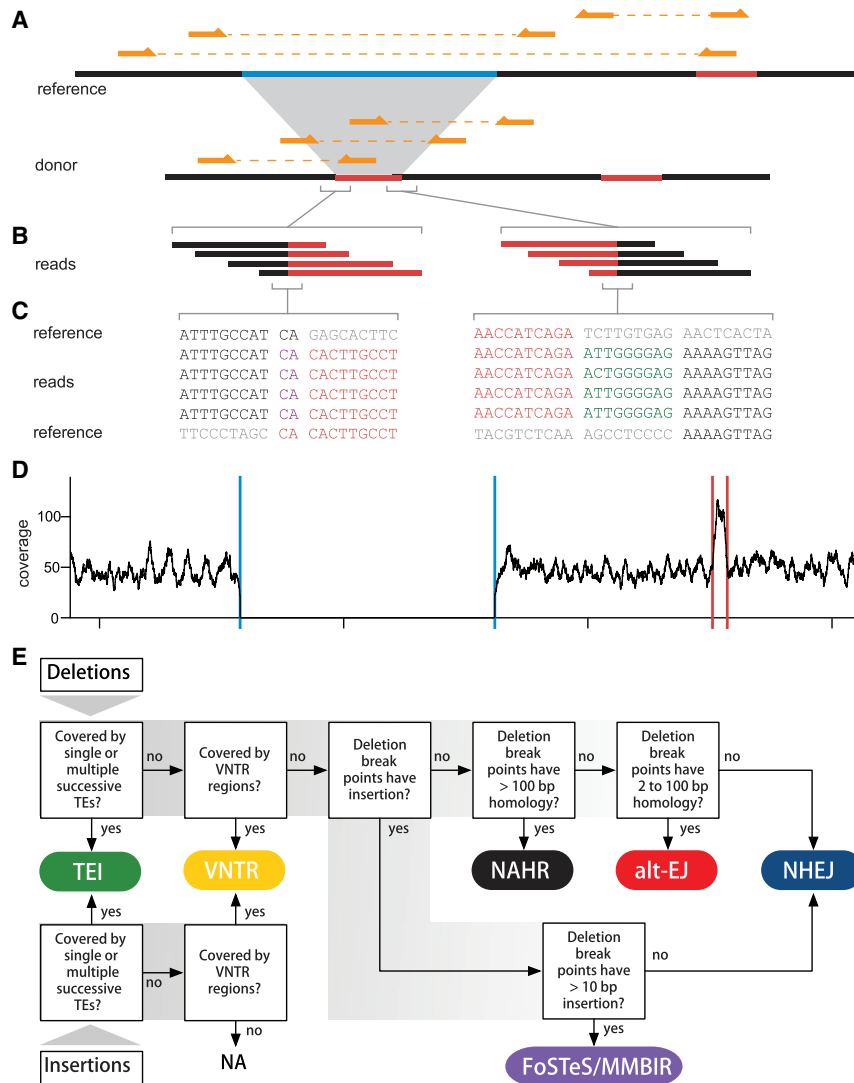 A
reference
donor
B
reads
C
reference
ATTTGCCAT CA GAGCACTTC
AACCATCAGA TCTTGTGAG AACTCACTA
ATTTGCCAT CA CACTTGCCT
AACCATCAGA ATTGGGGAG AAAAGTTAG
reads
ATTTGCCAT CA CACTTGCCT
AACCATCAGA ACTGGGGAG AAAAGTTAG
ATTTGCCAT CA CACTTGCCT
AACCATCAGA ATTGGGGAG AAAAGTTAG
ATTTGCCAT CA CACTTGCCT
AACCATCAGA ATTGGGGAG AAAAGTTAG
reference
TTCCCTAGC CA CACTTGCCT
TACGTCTCAA AGCCTCCCC AAAAGTTAG
D
coverage
100
50
0
E
Deletions
Covered by
single or
multiple
successive
TEs?
no
yes
Covered by
VNTR
regions?
no
yes
Deletion
break
points have
insertion?
no
yes
Deletion
break
points have
> 100 bp
homology?
no
yes
Deletion
break
points have
2 to 100 bp
homology?
no
yes
TEI
VNTR
NAHR
alt-EJ
NHEJ
yes
yes
Covered by
single or
multiple
successive
TEs?
no
Covered by
VNTR
regions?
no
NA
Deletion
break
points have
> 10 bp
insertion?
no
yes
Insertions
FoSTeS/MMBIR